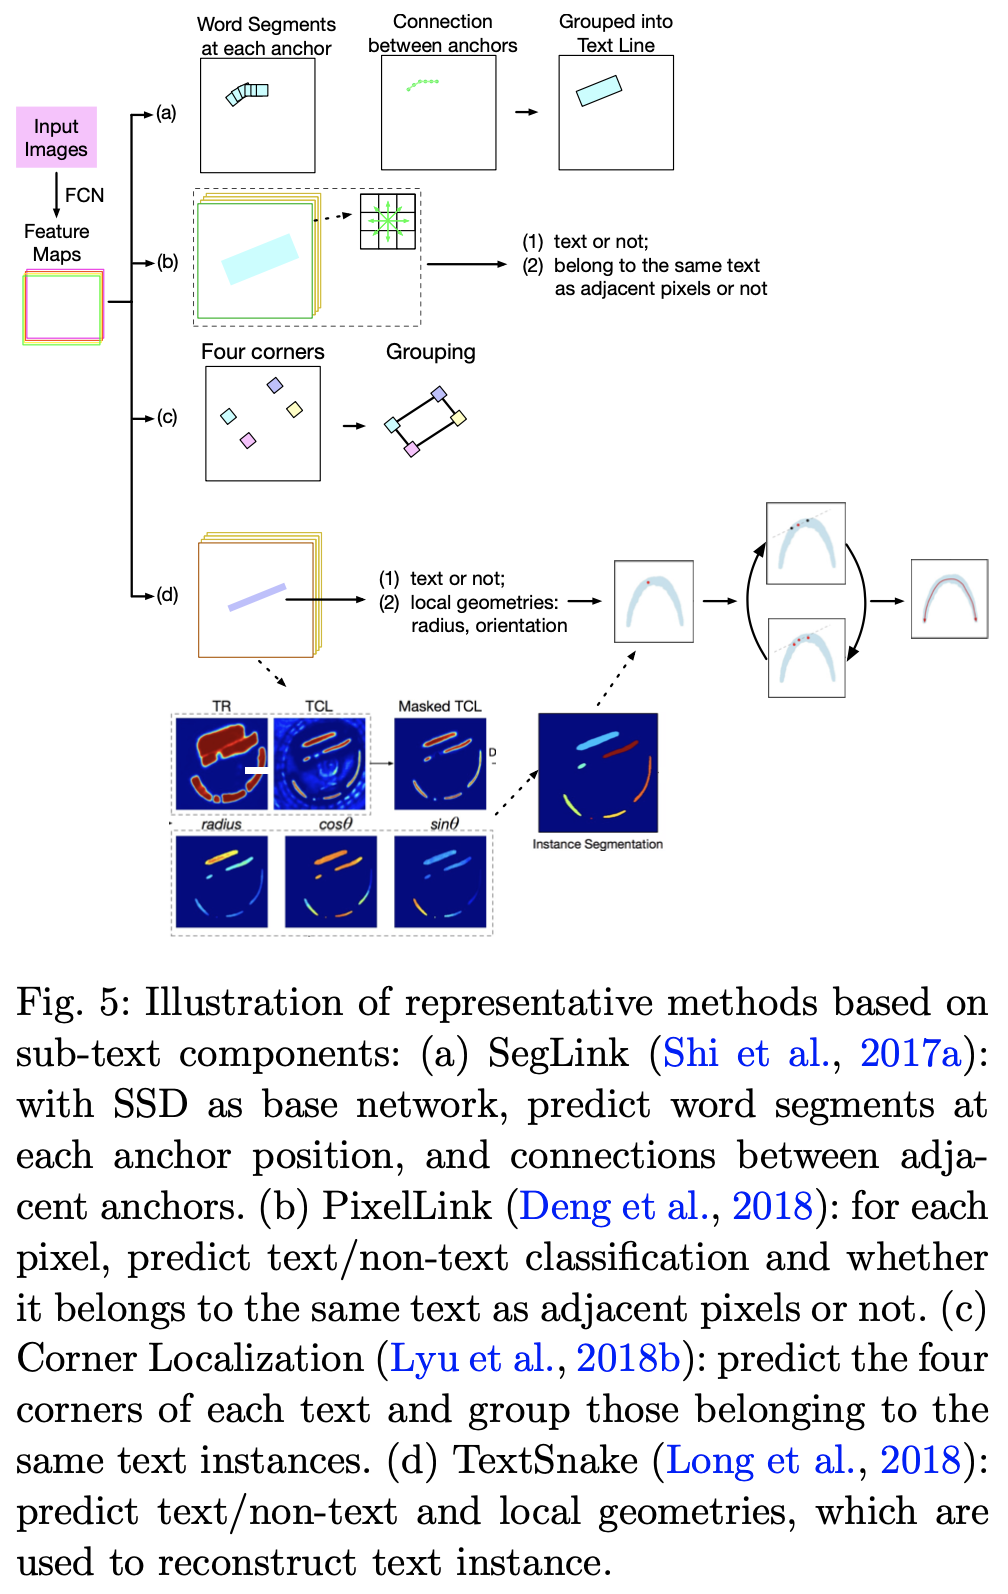 Word Segments
at each anchor
Connection
between anchors
Grouped into
Text Line
Input
Images
(a)
FCN
Feature
Maps
(b)
(1) text or not;
(2) belong to the same text
as adjacent pixels or not
Four corners
Grouping
(c)
(d)
(1) text or not;
(2) local geometries:
radius, orientation
TR
TCL
Masked TCL
D
radius
cosθ
sinθ
Instance Segmentation
Fig. 5: Illustration of representative methods based on
sub-text components: (a) SegLink (Shi et al., 2017a):
with SSD as base network, predict word segments at
each anchor position, and connections between adja-
cent anchors. (b) PixelLink (Deng et al., 2018): for each
pixel, predict text/non-text classification and whether
it belongs to the same text as adjacent pixels or not. (c)
Corner Localization (Lyu et al., 2018b): predict the four
corners of each text and group those belonging to the
same text instances. (d) TextSnake (Long et al., 2018):
predict text/non-text and local geometries, which are
used to reconstruct text instance.